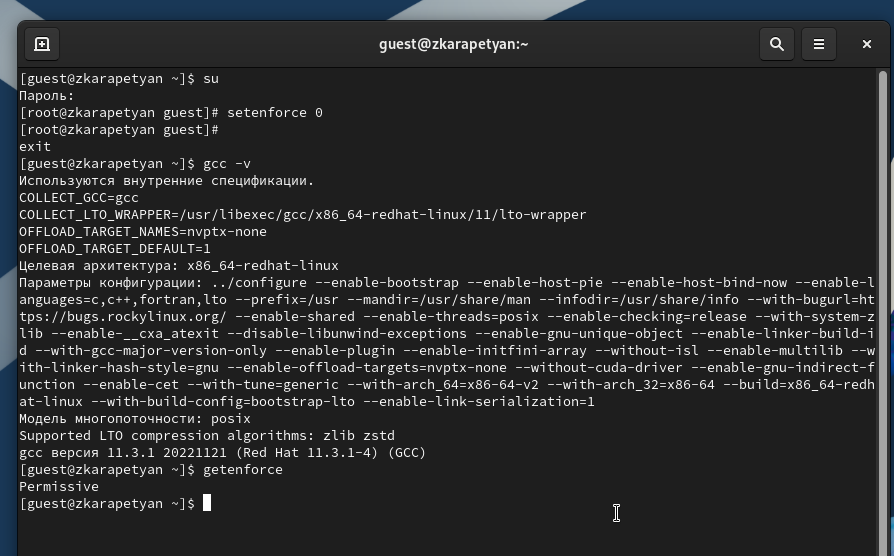 guest@zkarapetyan:~
[guest@zkarapetyan ~]$ su
Пароль:
[root@zkarapetyan guest]# setenforce 0
[root@zkarapetyan guest]#
exit
[guest@zkarapetyan ~]$ gcc -v
Используются внутренние спецификации.
COLLECT_GCC=gcc
COLLECT_LTO_WRAPPER=/usr/libexec/gcc/x86_64-redhat-linux/11/lto-wrapper
OFFLOAD_TARGET_NAMES=nvptx-none
OFFLOAD_TARGET_DEFAULT=1
Целевая архитектура: x86_64-redhat-linux
Параметры конфигурации: ../configure --enable-bootstrap --enable-host-pie --enable-host-bind-now --enable-l
anguages=c,c++,fortran,lto --prefix=/usr --mandir=/usr/share/man --infodir=/usr/share/info --with-bugurl=ht
tps://bugs.rockylinux.org/ --enable-shared --enable-threads=posix --enable-checking=release --with-system-z
lib --enable-__cxa_atexit --disable-libunwind-exceptions --enable-gnu-unique-object --enable-linker-build-i
d --with-gcc-major-version-only --enable-plugin --enable-initfini-array --without-isl --enable-multilib --w
ith-linker-hash-style=gnu --enable-offload-targets=nvptx-none --without-cuda-driver --enable-gnu-indirect-f
unction --enable-cet --with-tune=generic --with-arch_64=x86-64-v2 --with-arch_32=x86-64 --build=x86_64-redh
at-linux --with-build-config=bootstrap-lto --enable-link-serialization=1
Модель многопоточности: posix
Supported LTO compression algorithms: zlib zstd
gcc версия 11.3.1 20221121 (Red Hat 11.3.1-4) (GCC)
[guest@zkarapetyan ~]$ getenforce
Permissive
[guest@zkarapetyan ~]$